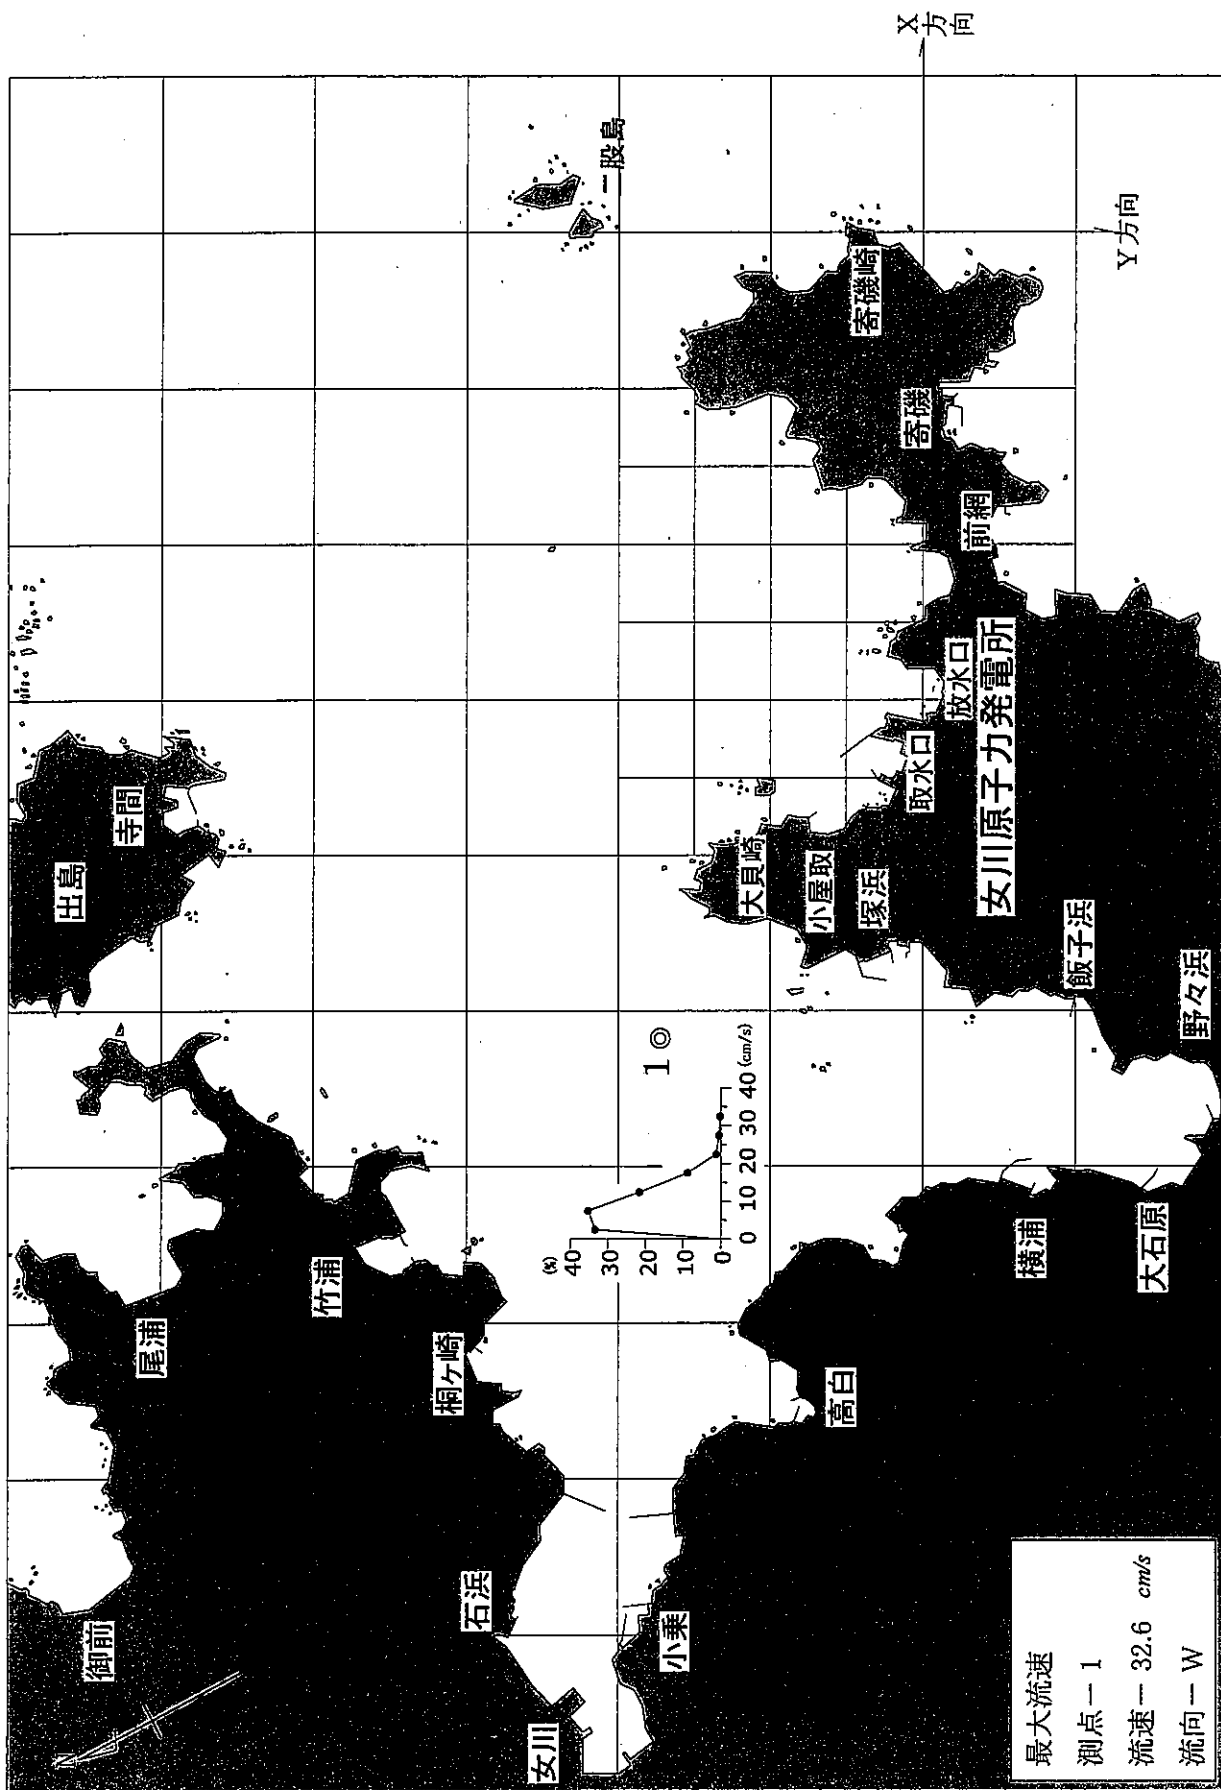 X方向
Y方向
二股島
寄磯崎
寄磯
前網
放水口
女川原子力発電所
取水口
寺間
出島
大貝崎
小屋取
塚浜
飯子浜
野々浜
1
(%)
40
30
20
10
0
0 10 20 30 40 (cm/s)
竹浦
尾浦
桐ヶ崎
横浦
大石原
高白
石浜
小乗
御前
女川
最大流速
測点ー 1
流速ー 32.6 cm/s
流向ー W